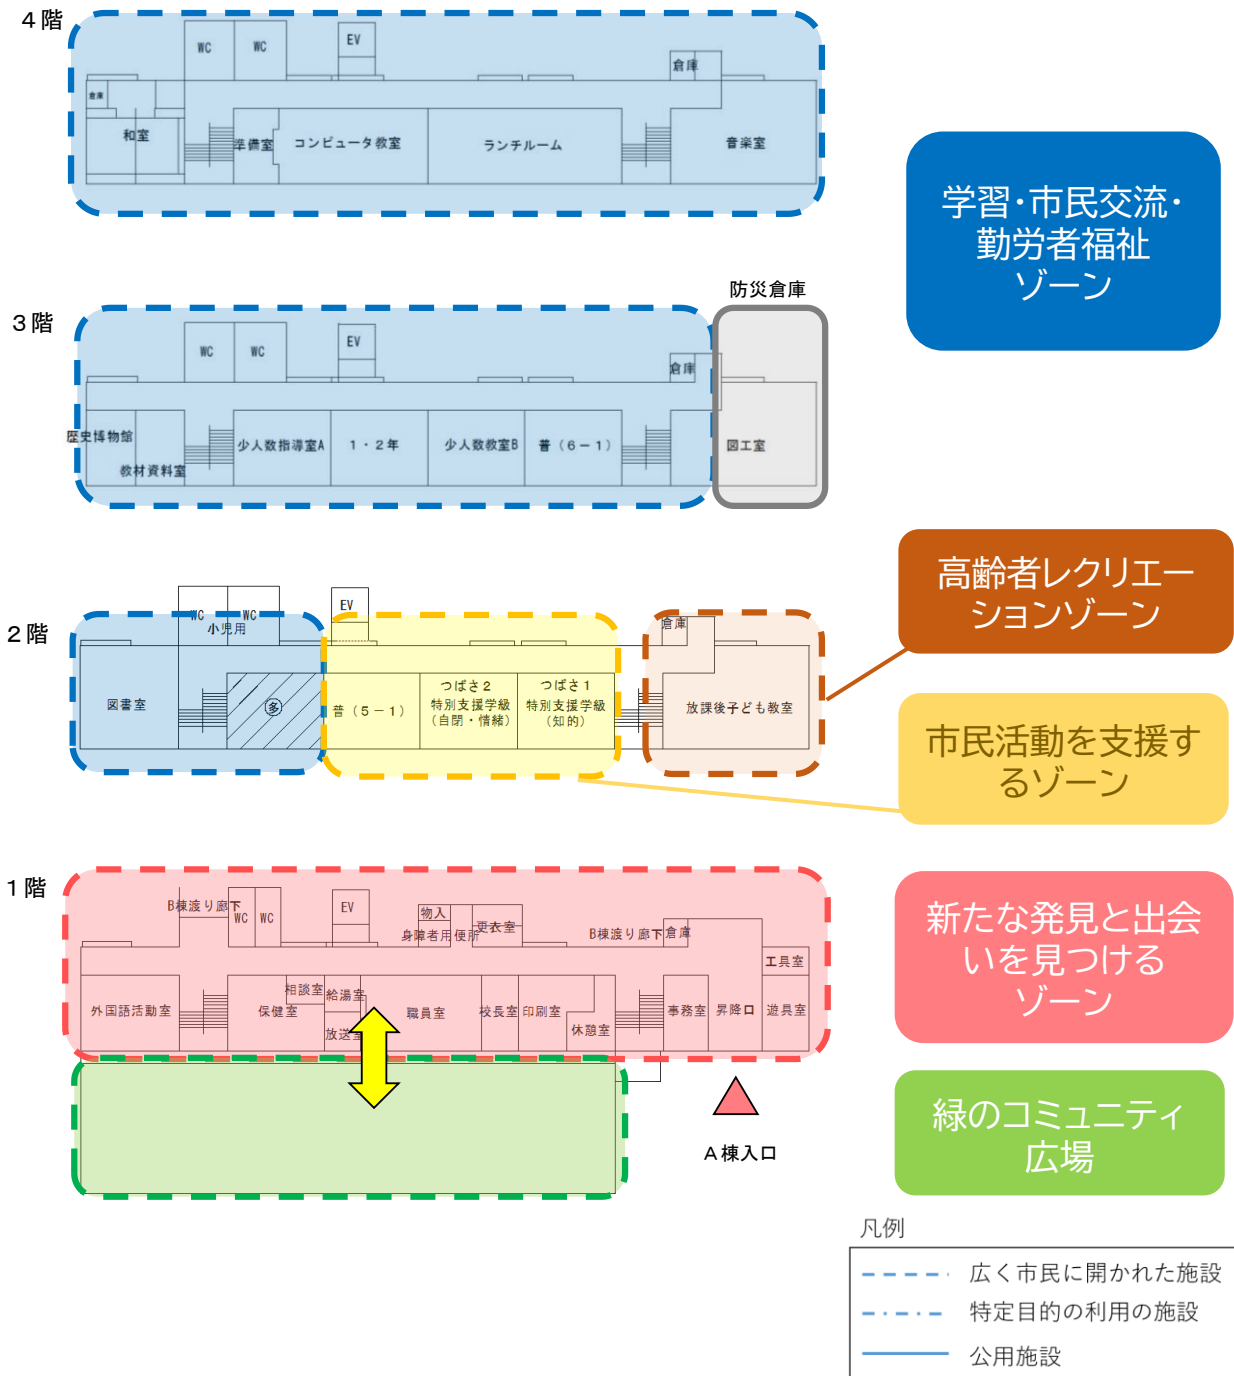 4階
WC
WC
EV
倉庫
倉庫
和室
準備室
コンピュータ教室
ランチルーム
音楽室
学習・市民交流・
勤労者福祉
ゾーン
3階
防災倉庫
WC
WC
EV
倉庫
歴史博物館
教材資料室
少人数指導室A
1・2年
少人数教室B
普(6-1)
図工室
高齢者レクリエー
ションゾーン
2階
WC
WC
小児用
EV
倉庫
図書室
多
普(5-1)
つばさ2
特別支援学級
(自閉・情緒)
つばさ1
特別支援学級
(知的)
放課後子ども教室
市民活動を支援す
るゾーン
1階
B棟渡り廊下
WC
WC
EV
物入
身障者用便所
更衣室
B棟渡り廊下
倉庫
工具室
外国語活動室
保健室
相談室
給湯室
放送室
職員室
校長室
印刷室
休憩室
事務室
昇降口
遊具室
新たな発見と出会
いを見つける
ゾーン
A棟入口
緑のコミュニティ
広場
凡例
広く市民に開かれた施設
特定目的の利用の施設
公用施設